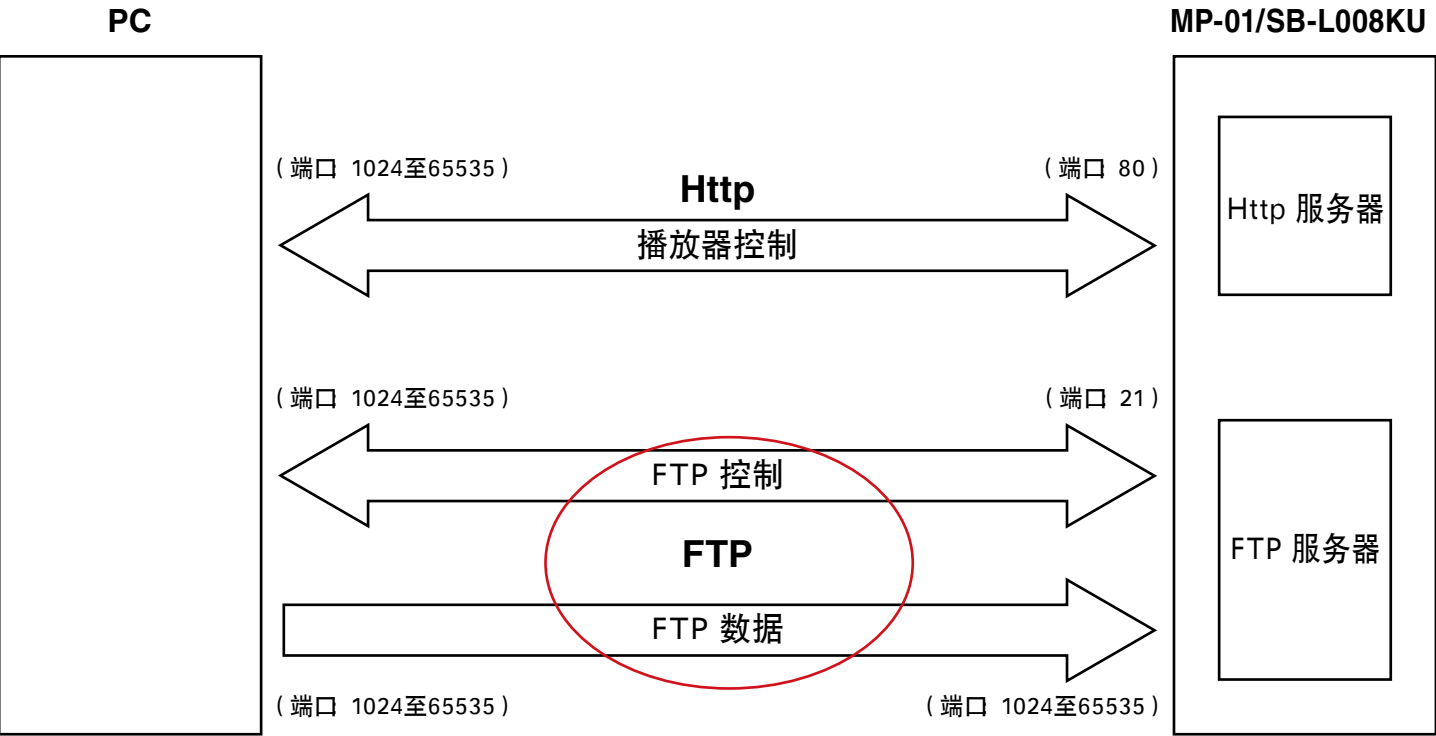 PC
MP-01/SB-L008KU
(端口 1024至65535)
Http
(端口 80)
播放器控制
Http 服务器
(端口 1024至65535)
(端口 21)
FTP 控制
FTP
FTP 服务器
FTP 数据
(端口 1024至65535)
(端口 1024至65535)